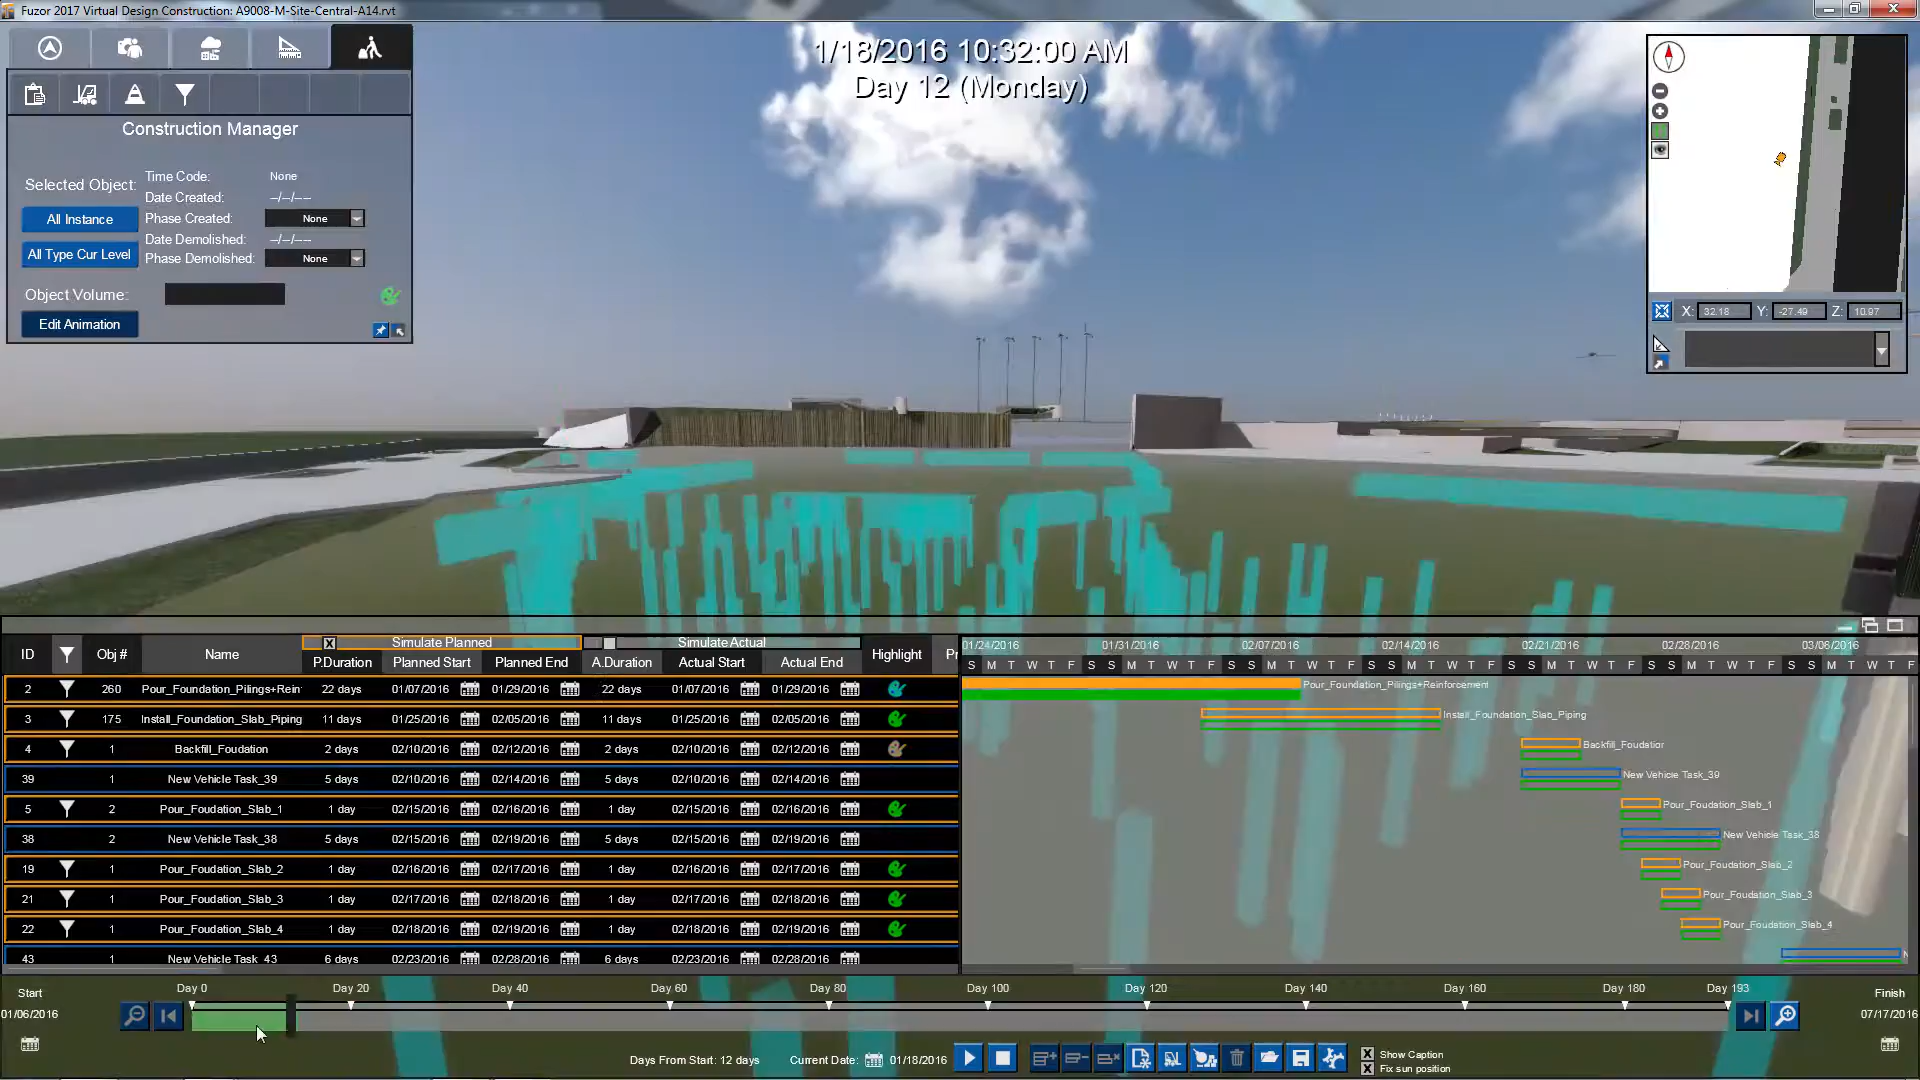 Fuzor 2017 Virtual Design Construction: A9008-M-Site-Central-A14.rvt
1/18/2016 10:32:00 AM
Day 12 (Monday)
Construction Manager
Selected Object:
Time Code: None
Date Created: --/--/----
All Instance
Phase Created: None
Date Demolished: --/--/----
All Type Cur Level
Phase Demolished: None
Object Volume:
Edit Animation
X: 32.18 Y: -27.49 Z: 10.97
ID Obj # Name Simulate Planned Simulate Actual Highlight Pr
P.Duration Planned Start Planned End A.Duration Actual Start Actual End
01/24/2016 01/31/2016 02/07/2016 02/14/2016 02/21/2016 02/28/2016 03/06/2016
S M T W T F S S M T W T F S S M T W T F S S M T W T F S S M T W T F S S M T W T F S S M T W T F
2 260 Pour_Foundation_Pilings+Rein 22 days 01/07/2016 01/29/2016 22 days 01/07/2016 01/29/2016
Pour_Foundation_Pilings+Reinforcement
3 175 Install_Foundation_Slab_Piping 11 days 01/25/2016 02/05/2016 11 days 01/25/2016 02/05/2016
Install_Foundation_Slab_Piping
4 1 Backfill_Foudation 2 days 02/10/2016 02/12/2016 2 days 02/10/2016 02/12/2016
Backfill_Foudation
39 1 New Vehicle Task_39 5 days 02/10/2016 02/14/2016 5 days 02/10/2016 02/14/2016
New Vehicle Task_39
5 2 Pour_Foudation_Slab_1 1 day 02/15/2016 02/16/2016 1 day 02/15/2016 02/16/2016
Pour_Foudation_Slab_1
38 2 New Vehicle Task_38 5 days 02/15/2016 02/19/2016 5 days 02/15/2016 02/19/2016
New Vehicle Task_38
19 1 Pour_Foudation_Slab_2 1 day 02/16/2016 02/17/2016 1 day 02/16/2016 02/17/2016
Pour_Foudation_Slab_2
21 1 Pour_Foudation_Slab_3 1 day 02/17/2016 02/18/2016 1 day 02/17/2016 02/18/2016
Pour_Foudation_Slab_3
22 1 Pour_Foudation_Slab_4 1 day 02/18/2016 02/19/2016 1 day 02/18/2016 02/19/2016
Pour_Foudation_Slab_4
43 1 New Vehicle Task_43 6 days 02/23/2016 02/28/2016 6 days 02/23/2016 02/28/2016
N
Start Day 0 Day 20 Day 40 Day 60 Day 80 Day 100 Day 120 Day 140 Day 160 Day 180 Day 193 Finish
01/06/2016 07/17/2016
Days From Start: 12 days Current Date: 01/18/2016
Show Caption
Fix sun position